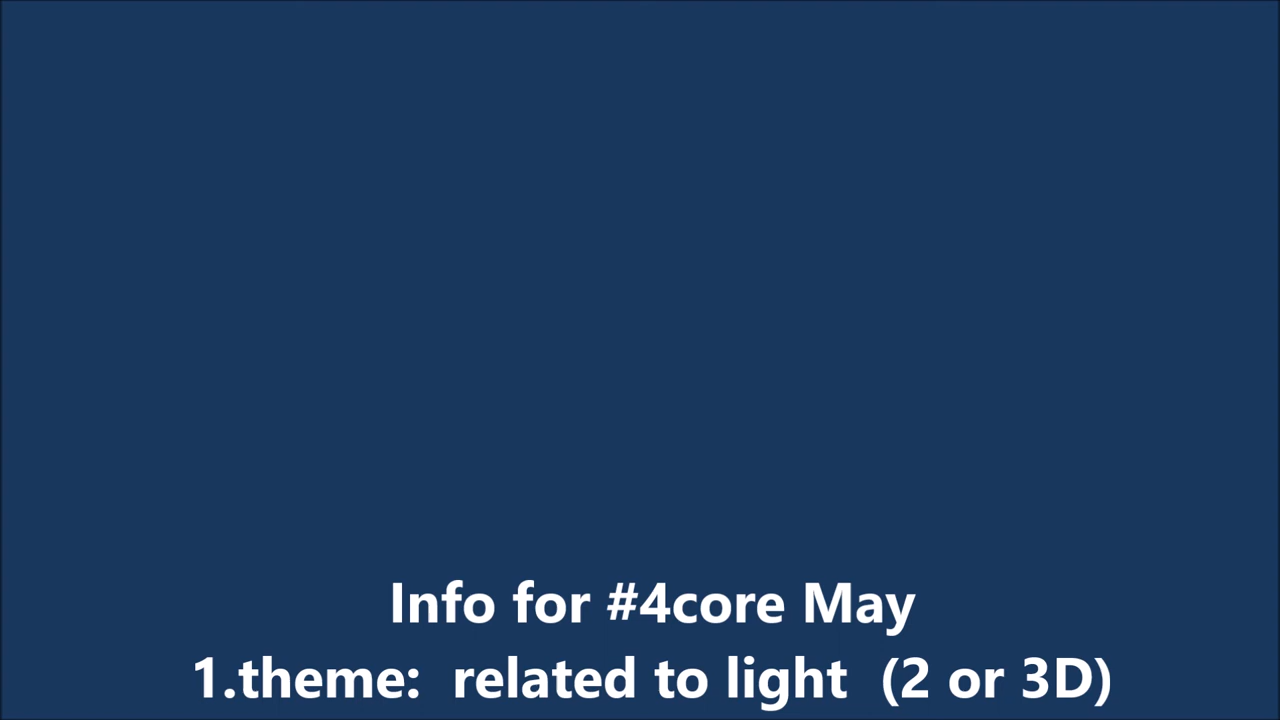 Info for #4core May
1.theme:  related to light  (2 or 3D)